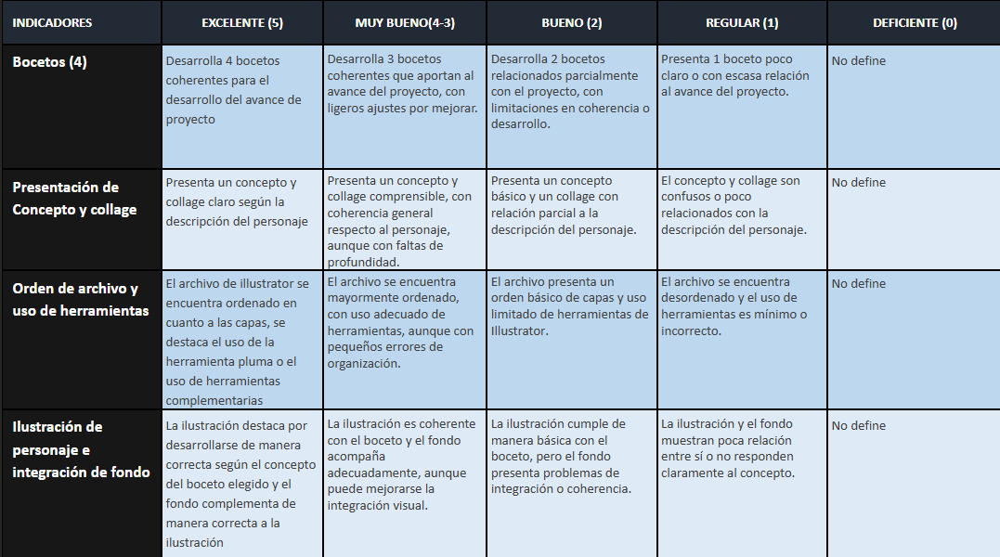 INDICADORES
EXCELENTE (5)
MUY BUENO(4-3)
BUENO (2)
REGULAR (1)
DEFICIENTE (0)
Bocetos (4)
Desarrolla 4 bocetos
coherentes para el
desarrollo del avance de
proyecto
Desarrolla 3 bocetos
coherentes que aportan al
avance del proyecto, con
ligeros ajustes por mejorar.
Desarrolla 2 bocetos
relacionados parcialmente
con el proyecto, con
limitaciones en coherencia o
desarrollo.
Presenta 1 boceto poco
claro o con escasa relación
al avance del proyecto.
No define
Presentación de
Concepto y collage
Presenta un concepto y
collage claro según la
descripción del personaje
Presenta un concepto y
collage comprensible, con
coherencia general
respecto al personaje,
aunque con faltas de
profundidad.
Presenta un concepto
básico y un collage con
relación parcial a la
descripción del personaje.
El concepto y collage son
confusos o poco
relacionados con la
descripción del personaje.
No define
Orden de archivo y
uso de herramientas
El archivo de illustrator se
encuentra ordenado en
cuanto a las capas, se
destaca el uso de la
herramienta pluma o el
uso de herramientas
complementarias
El archivo se encuentra
mayormente ordenado,
con uso adecuado de
herramientas, aunque con
pequeños errores de
organización.
El archivo presenta un
orden básico de capas y uso
limitado de herramientas de
Illustrator.
El archivo se encuentra
desordenado y el uso de
herramientas es mínimo o
incorrecto.
No define
Ilustración de
personaje e
integración de fondo
La ilustración destaca por
desarrollarse de manera
correcta según el concepto
del boceto elegido y el
fondo complementa de
manera correcta a la
ilustración
La ilustración es coherente
con el boceto y el fondo
acompaña
adecuadamente, aunque
puede mejorarse la
integración visual.
La ilustración cumple de
manera básica con el
boceto, pero el fondo
presenta problemas de
integración o coherencia.
La ilustración y el fondo
muestran poca relación
entre sí o no responden
claramente al concepto.
No define